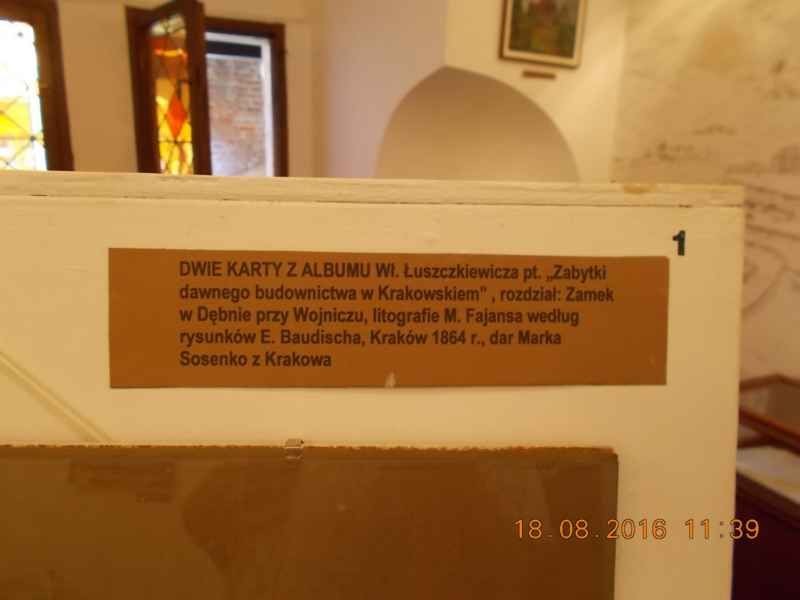 1
DWIE KARTY Z ALBUMU Wł. Łuszczkiewicza pt. „Zabytki
dawnego budownictwa w Krakowskiem" , rozdział: Zamek
w Dębnie przy Wojniczu, litografie M. Fajansa według
rysunków E. Baudischa, Kraków 1864 r., dar Marka
Sosenko z Krakowa
18.08.2016 11:39